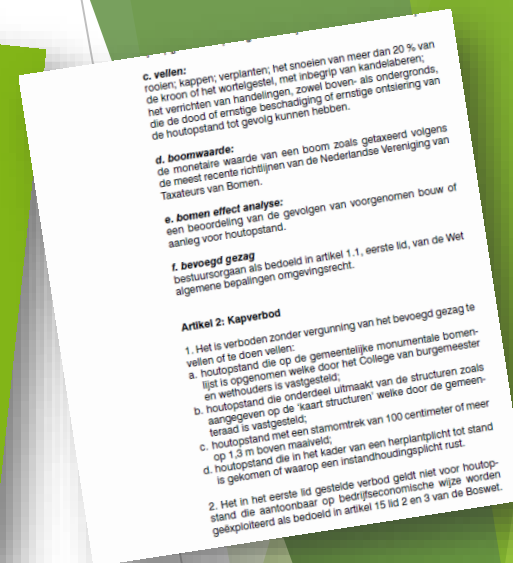 c. vellen:
rooien; kappen; verplanten; het snoeien van meer dan 20 % van
de kroon of het wortelgestel, met inbegrip van kandelaberen;
het verrichten van handelingen, zowel boven- als ondergronds,
die de dood of ernstige beschadiging of ernstige ontsiering van
de houtopstand tot gevolg kunnen hebben.
d. boomwaarde:
de monetaire waarde van een boom zoals getaxeerd volgens
de meest recente richtlijnen van de Nederlandse Vereniging van
Taxateurs van Bomen.
e. bomen effect analyse:
een beoordeling van de gevolgen van voorgenomen bouw of
aanleg voor houtopstand.
f. bevoegd gezag
bestuursorgaan als bedoeld in artikel 1.1, eerste lid, van de Wet
algemene bepalingen omgevingsrecht.
Artikel 2: Kapverbod
1. Het is verboden zonder vergunning van het bevoegd gezag te
vellen of te doen vellen:
a. houtopstand die op de gemeentelijke monumentale bomen-
lijst is opgenomen welke door het College van burgemeester
en wethouders is vastgesteld;
b. houtopstand die onderdeel uitmaakt van de structuren zoals
aangegeven op de 'kaart structuren' welke door de gemeen-
teraad is vastgesteld;
c. houtopstand met een stamomtrek van 100 centimeter of meer
op 1,3 m boven maaiveld;
d. houtopstand die in het kader van een herplantplicht tot stand
is gekomen of waarop een instandhoudingsplicht rust.
2. Het in het eerste lid gestelde verbod geldt niet voor houtop-
stand die aantoonbaar op bedrijfseconomische wijze worden
geëxploiteerd als bedoeld in artikel 15 lid 2 en 3 van de Boswet.